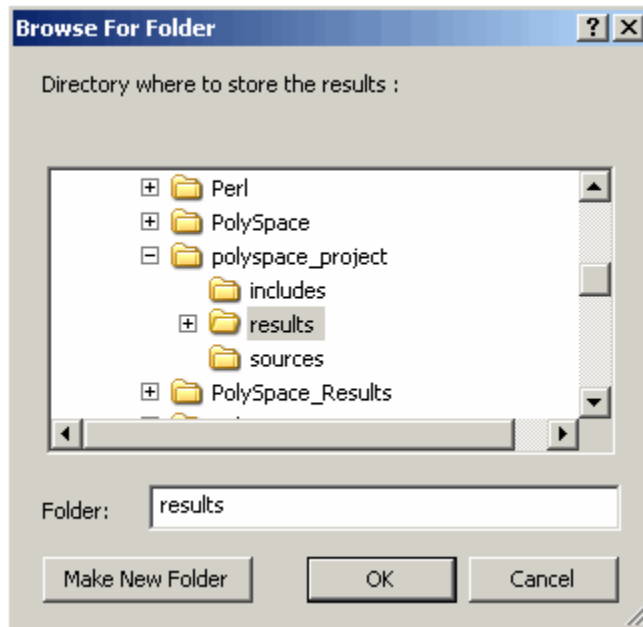 Browse For Folder
Directory where to store the results :
Perl
PolySpace
polyspace_project
includes
results
sources
PolySpace_Results
Folder: results
Make New Folder OK Cancel